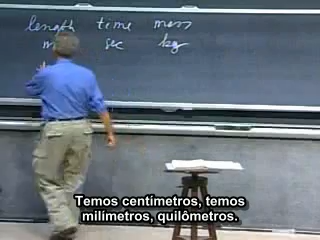 length time mass
m sec kg
Temos centímetros, temos
milímetros, quilômetros.